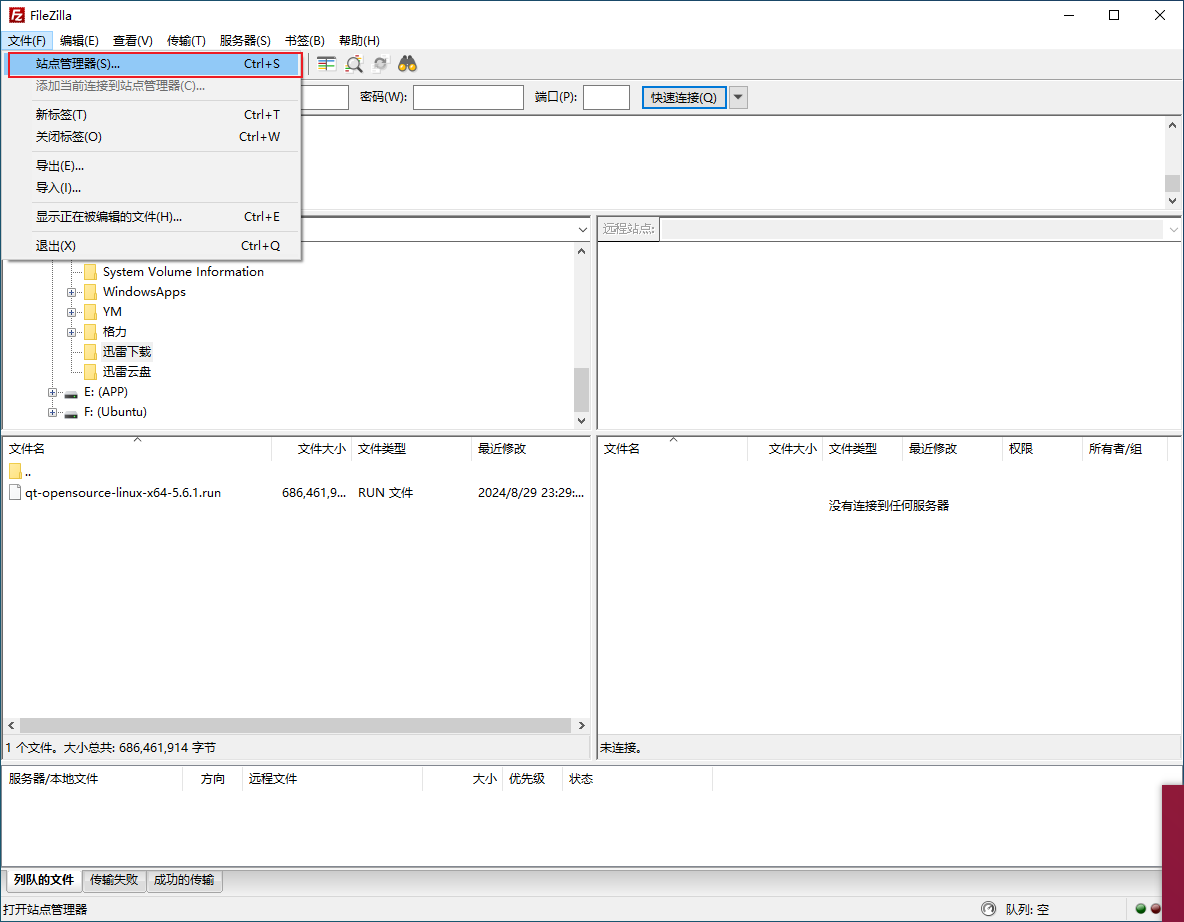 FileZilla
文件(F) 编辑(E) 查看(V) 传输(T) 服务器(S) 书签(B) 帮助(H)
站点管理器(S)... Ctrl+S
添加当前连接到站点管理器(C)...
密码(W): 端口(P): 快速连接(Q)
新标签(T) Ctrl+T
关闭标签(O) Ctrl+W
导出(E)...
导入(I)...
显示正在被编辑的文件(H)... Ctrl+E
远程站点:
退出(X) Ctrl+Q
System Volume Information
WindowsApps
YM
格力
迅雷下载
迅雷云盘
E: (APP)
F: (Ubuntu)
文件名 文件大小 文件类型 最近修改
..
qt-opensource-linux-x64-5.6.1.run 686,461,9... RUN 文件 2024/8/29 23:29:...
1 个文件。大小总共: 686,461,914 字节
文件名 文件大小 文件类型 最近修改 权限 所有者/组
没有连接到任何服务器
未连接。
服务器/本地文件 方向 远程文件 大小 优先级 状态
列队的文件 传输失败 成功的传输
打开站点管理器 队列: 空